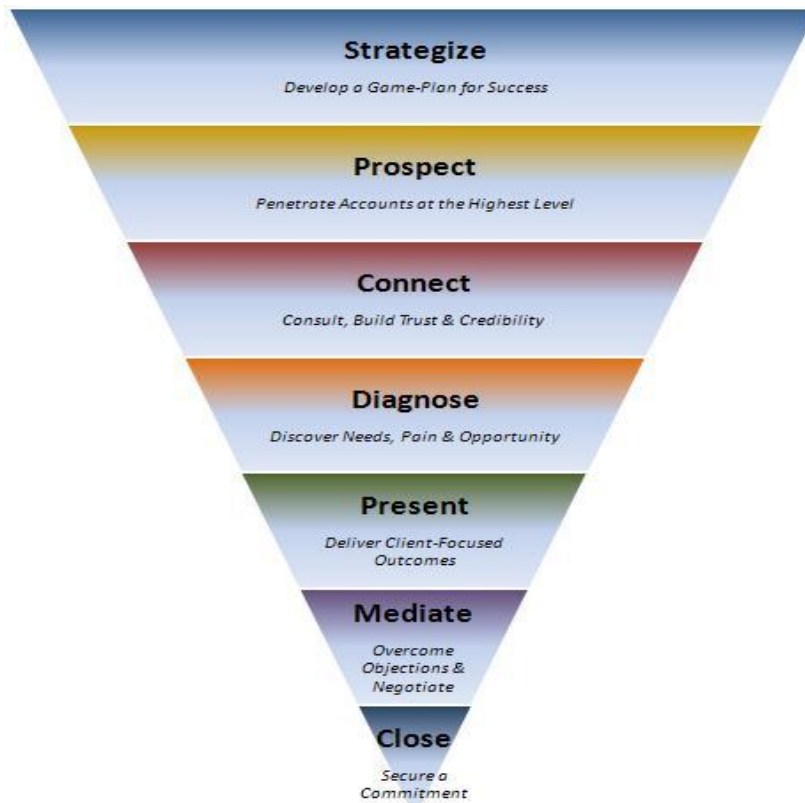 Strategize
Develop a Game-Plan for Success
Prospect
Penetrate Accounts at the Highest Level
Connect
Consult, Build Trust & Credibility
Diagnose
Discover Needs, Pain & Opportunity
Present
Deliver Client-Focused
Outcomes
Mediate
Overcome
Objections &
Negotiate
Close
Secure a
Commitment